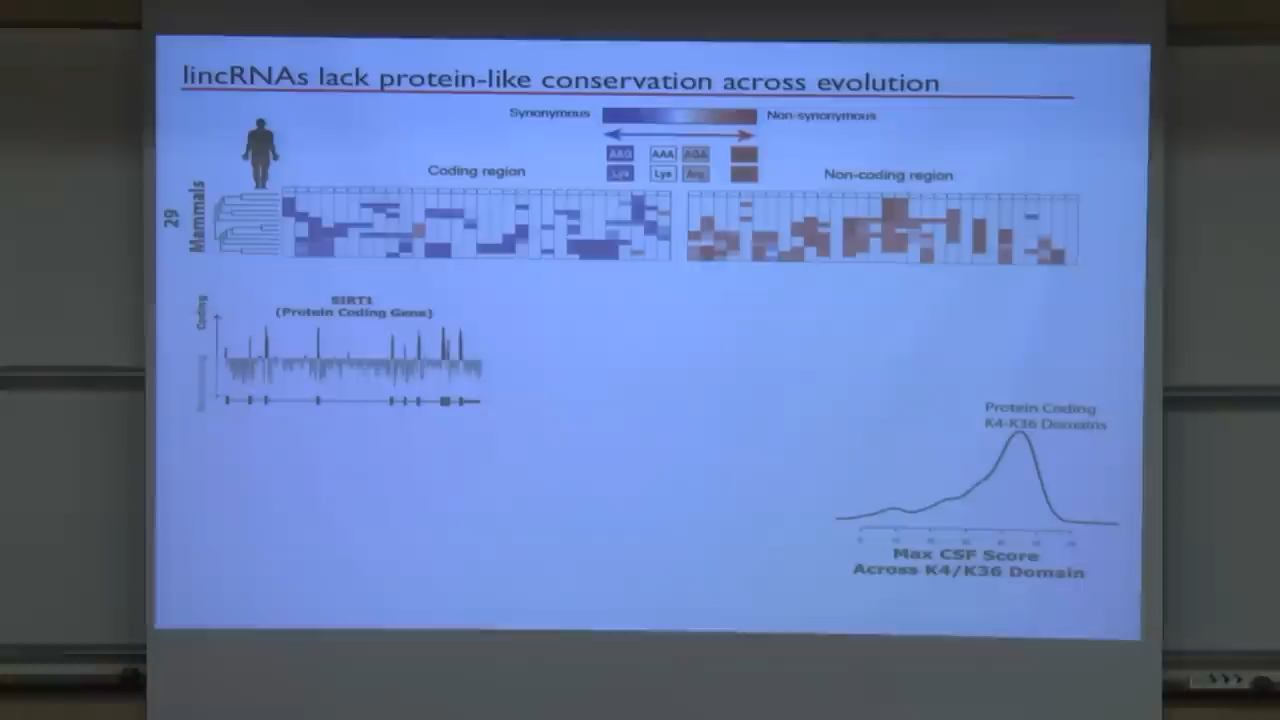 lincRNAs lack protein-like conservation across evolution
Synonymous
Non-synonymous
AAG AAA AGA
Lys Lys Arg
Coding region
Non-coding region
29
Mammals
Coding
SIRT1
(Protein Coding Gene)
Protein Coding
K4-K36 Domains
Max CSF Score
Across K4/K36 Domain